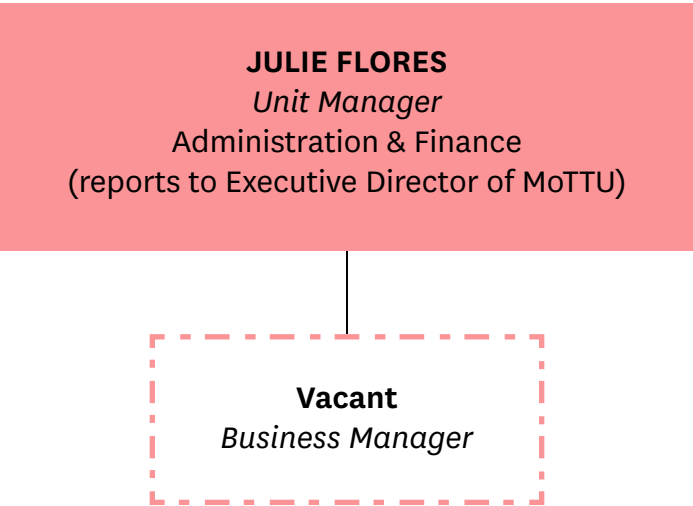 JULIE FLORES
Unit Manager
Administration & Finance
(reports to Executive Director of MoTTU)
Vacant
Business Manager